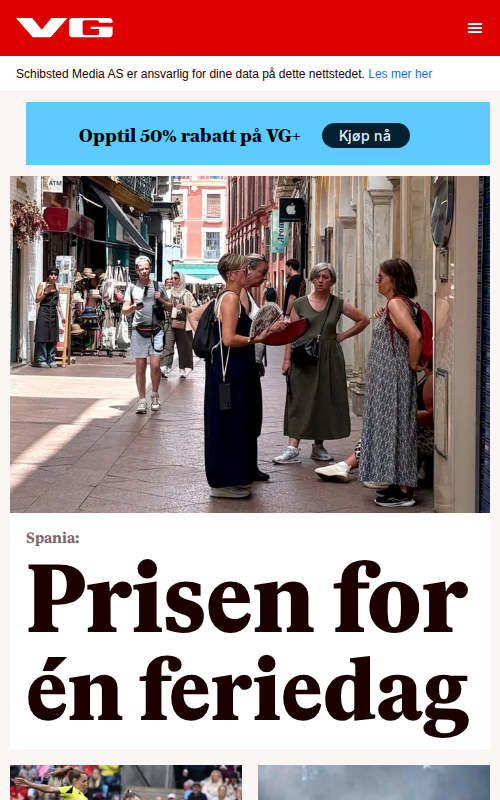 VG
Schibsted Media AS er ansvarlig for dine data på dette nettstedet. Les mer her
Opptil 50% rabatt på VG+
Kjøp nå
ATM
Spania:
Prisen for
én feriedag